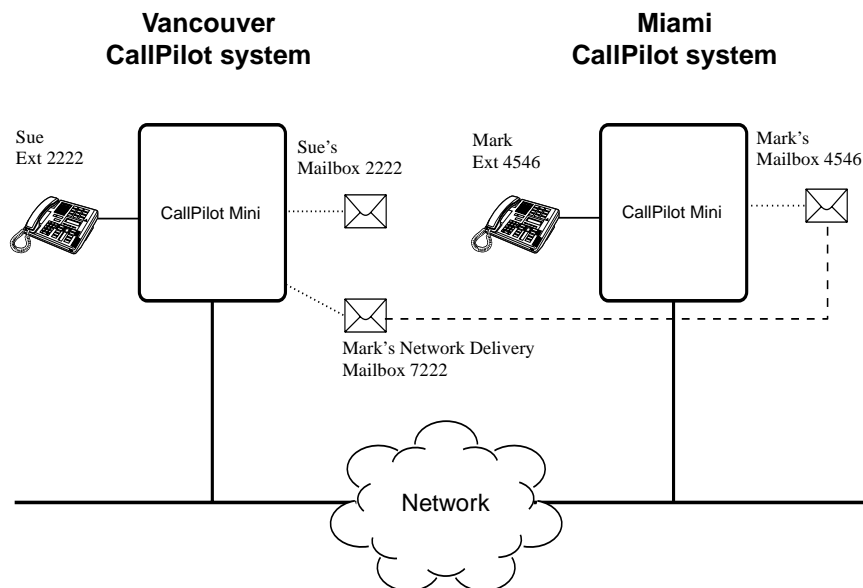 Vancouver
CallPilot system
Miami
CallPilot system
Sue
Ext 2222
CallPilot Mini
Sue's
Mailbox 2222
Mark
Ext 4546
CallPilot Mini
Mark's
Mailbox 4546
Mark's Network Delivery
Mailbox 7222
Network